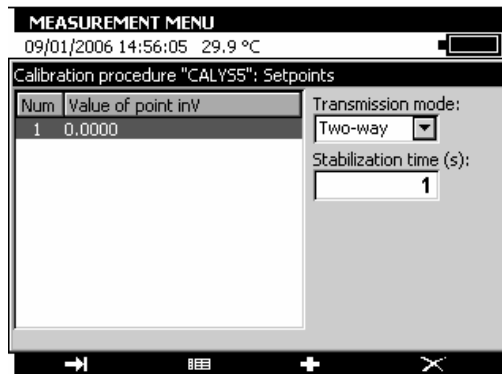 MEASUREMENT MENU
09/01/2006 14:56:05 29.9 °C
Calibration procedure "CALYS5": Setpoints
Num Value of point inV
1 0.0000
Transmission mode:
Two-way
Stabilization time (s):
1